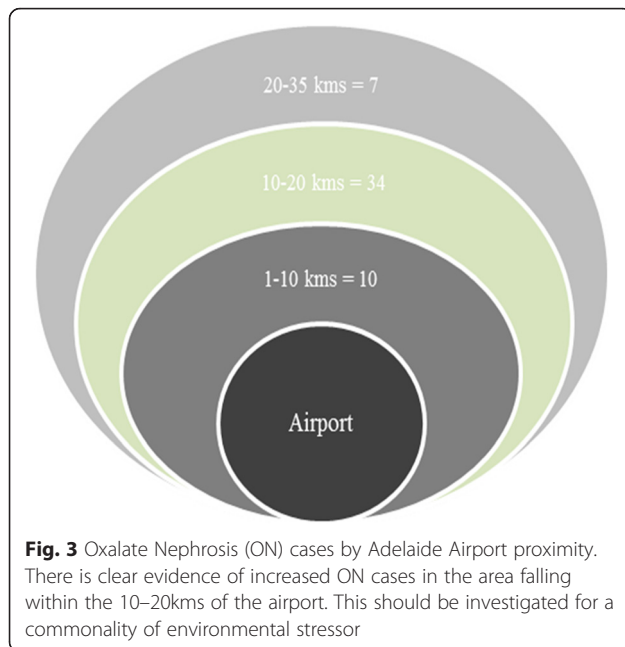 20-35 kms = 7
10-20 kms = 34
1-10 kms = 10
Airport
Fig. 3 Oxalate Nephrosis (ON) cases by Adelaide Airport proximity.
There is clear evidence of increased ON cases in the area falling
within the 10–20kms of the airport. This should be investigated for a
commonality of environmental stressor